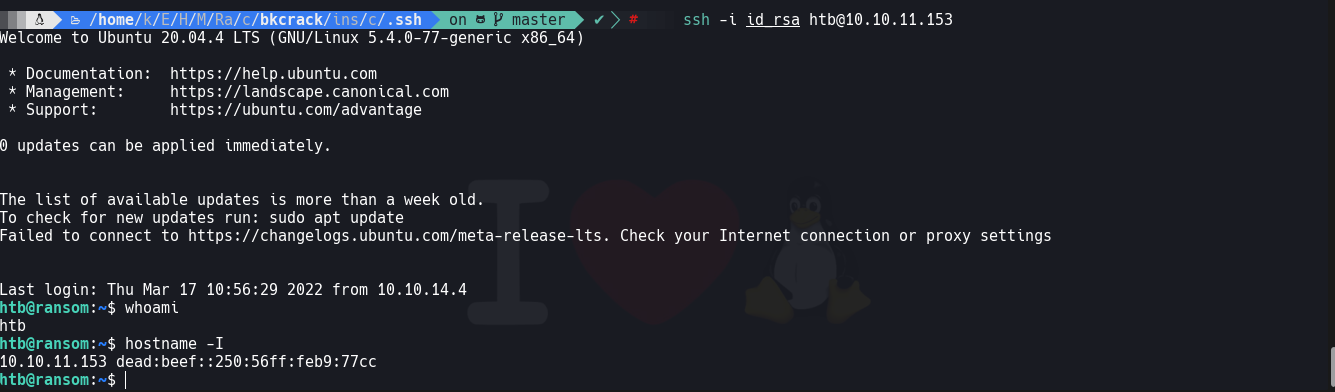 /home/k/E/H/M/Ra/c/bkcrack/ins/c/.ssh on master ✔ # ssh -i id_rsa htb@10.10.11.153
Welcome to Ubuntu 20.04.4 LTS (GNU/Linux 5.4.0-77-generic x86_64)
* Documentation: https://help.ubuntu.com
* Management: https://landscape.canonical.com
* Support: https://ubuntu.com/advantage
0 updates can be applied immediately.
The list of available updates is more than a week old.
To check for new updates run: sudo apt update
Failed to connect to https://changelogs.ubuntu.com/meta-release-lts. Check your Internet connection or proxy settings
I
Last login: Thu Mar 17 10:56:29 2022 from 10.10.14.4
htb@ransom:~$ whoami
htb
htb@ransom:~$ hostname -I
10.10.11.153 dead:beef::250:56ff:feb9:77cc
htb@ransom:~$